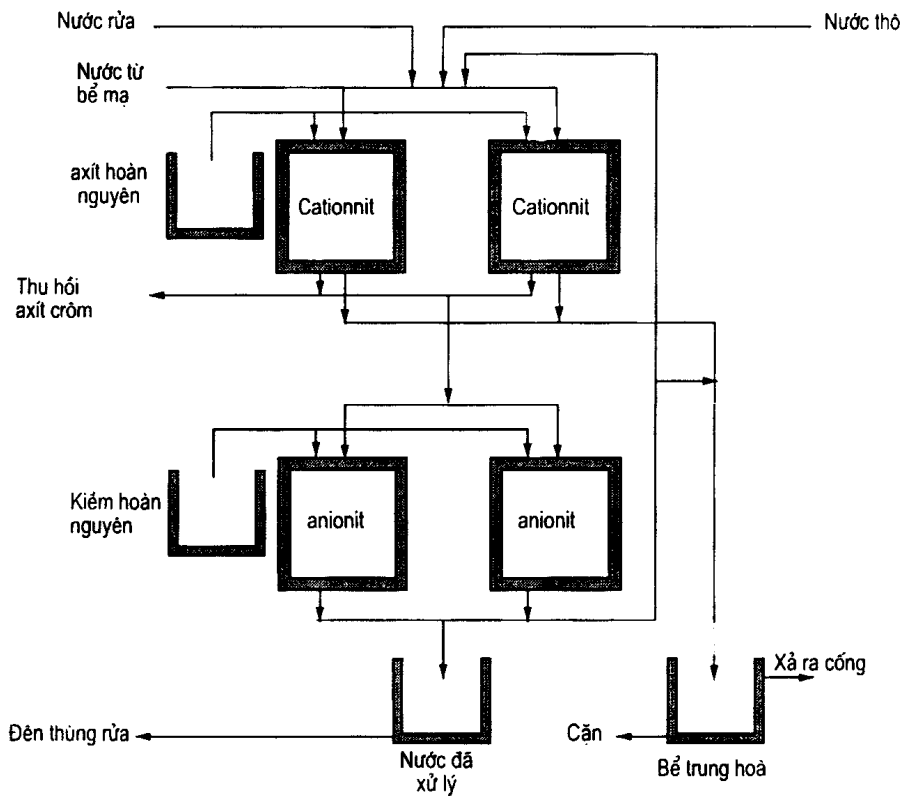 Nước rửa
Nước thô
Nước từ
bể mạ
axít hoàn
nguyên
Cationnit
Cationnit
Thu hồi
axít crôm
Kiềm hoàn
nguyên
anionit
anionit
Xả ra cống
Đên thùng rửa
Nước đã
xử lý
Cặn
Bể trung hoà